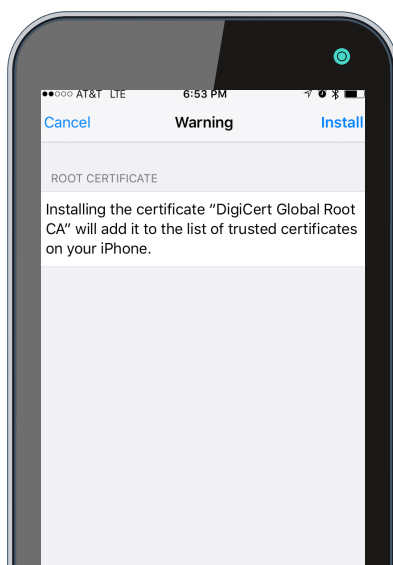 AT&T LTE 6:53 PM
Cancel Warning Install
ROOT CERTIFICATE
Installing the certificate “DigiCert Global Root
CA” will add it to the list of trusted certificates
on your iPhone.